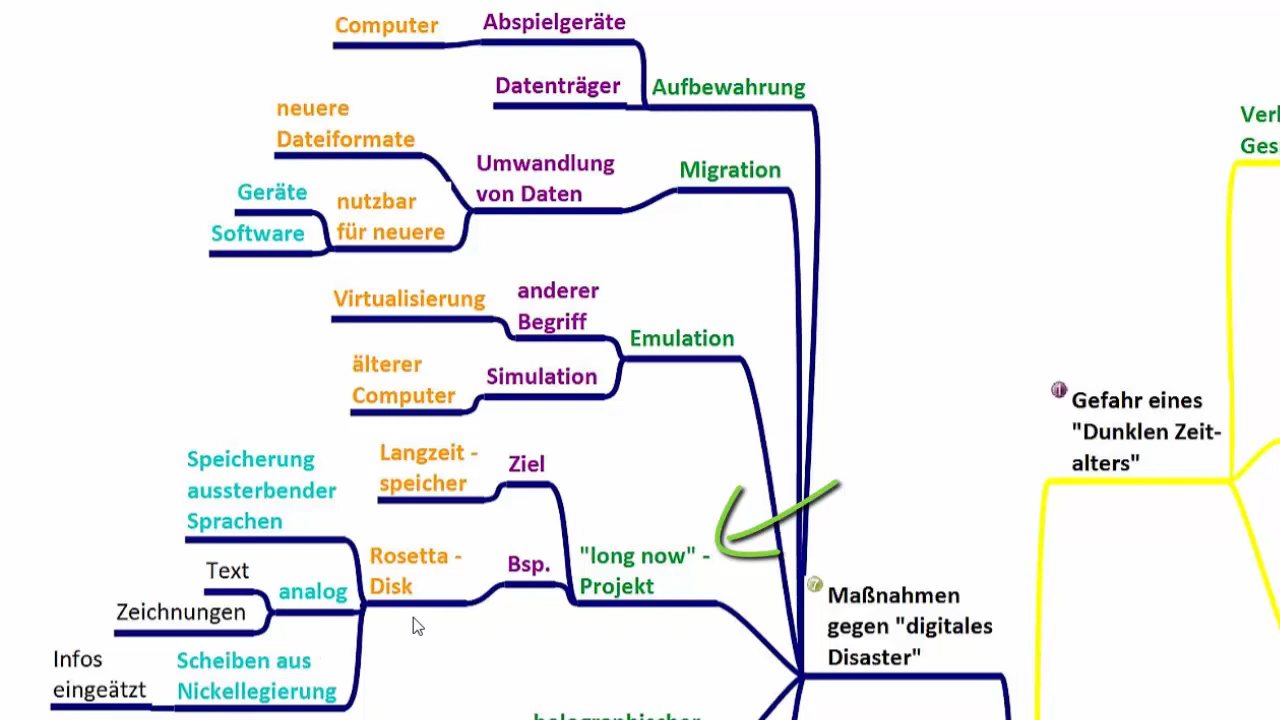 Computer
Abspielgeräte
Datenträger
Aufbewahrung
neuere
Dateiformate
Umwandlung
von Daten
Migration
Geräte
Software
nutzbar
für neuere
Virtualisierung
anderer
Begriff
Emulation
älterer
Computer
Simulation
Langzeit -
speicher
Ziel
Speicherung
aussterbender
Sprachen
Rosetta -
Disk
Bsp.
"long now" -
Projekt
Text
Zeichnungen
analog
Infos
eingeätzt
Scheiben aus
Nickellegierung
Maßnahmen
gegen "digitales
Disaster"
Gefahr eines
"Dunklen Zeit-
alters"